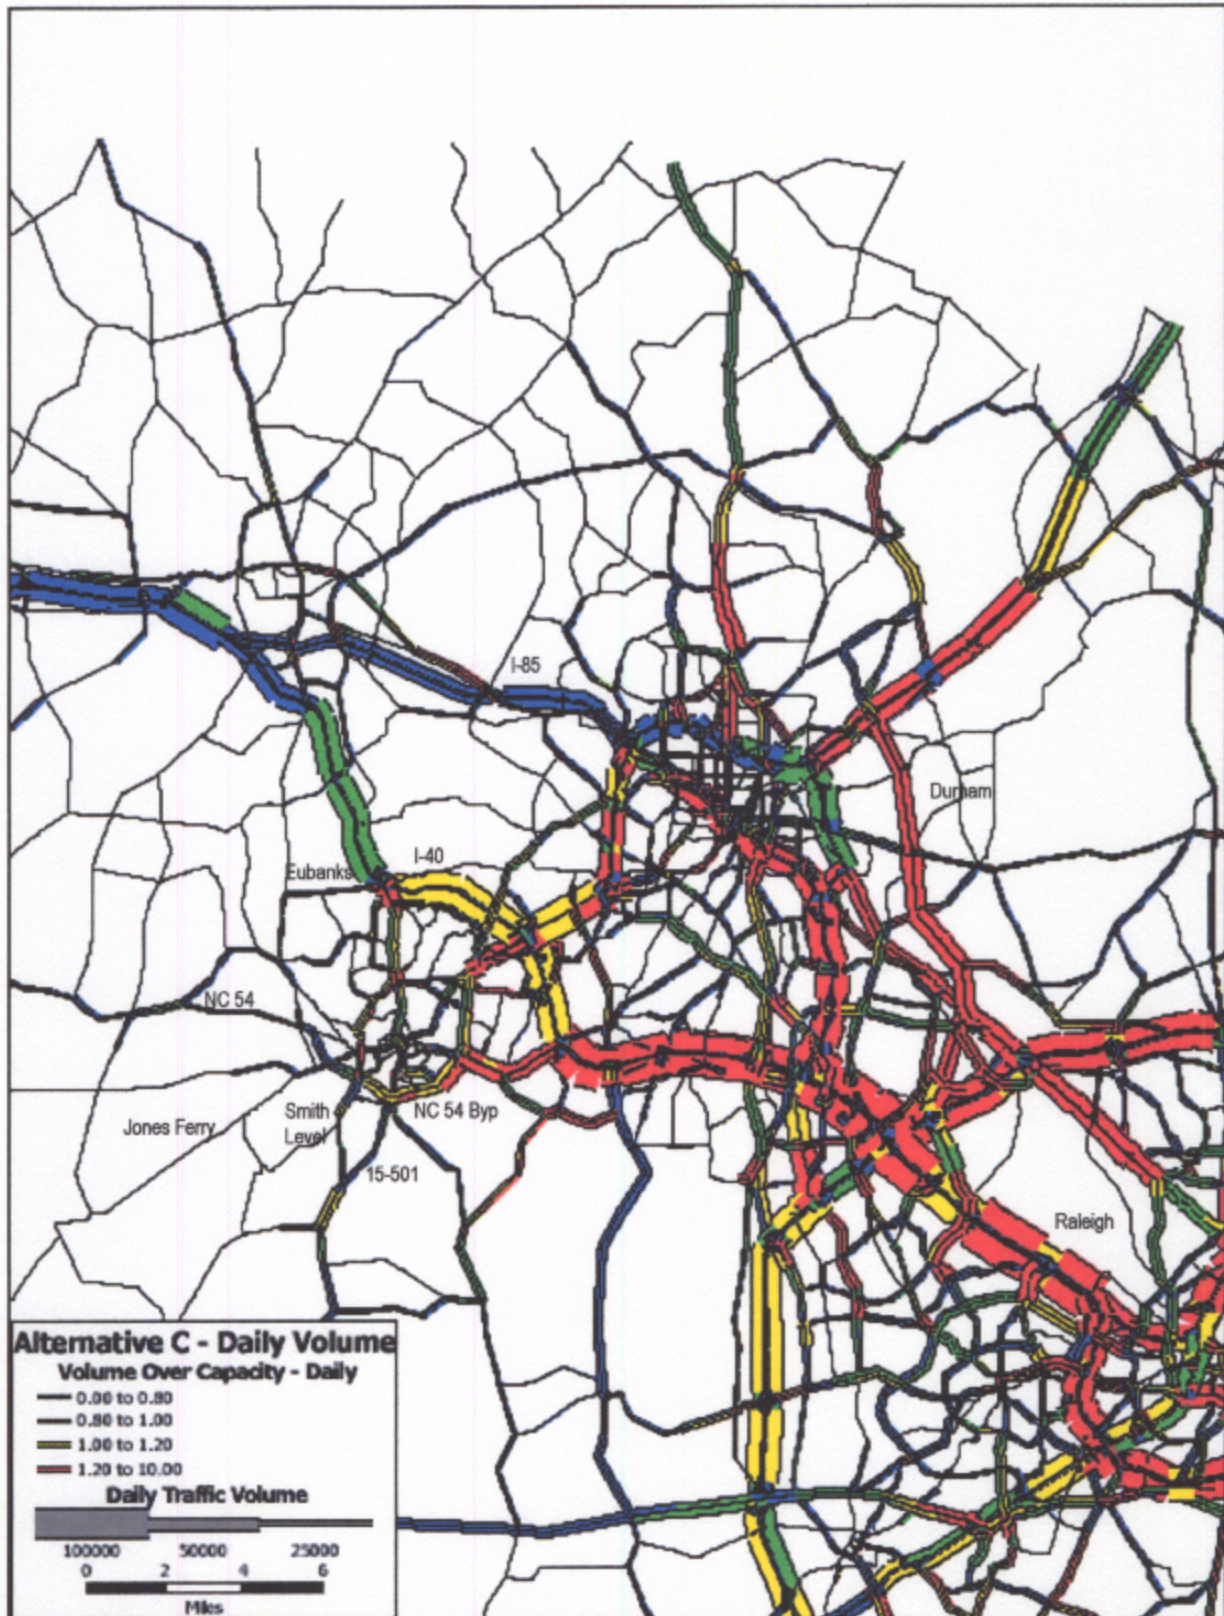 I-85
Durham
Eubanks
I-40
NC 54
Jones Ferry
Smith
Level
NC 54 Byp
15-501
Raleigh
Alternative C - Daily Volume
Volume Over Capacity - Daily
0.00 to 0.80
0.80 to 1.00
1.00 to 1.20
1.20 to 10.00
Daily Traffic Volume
100000 50000 25000
0 2 4 6
Miles